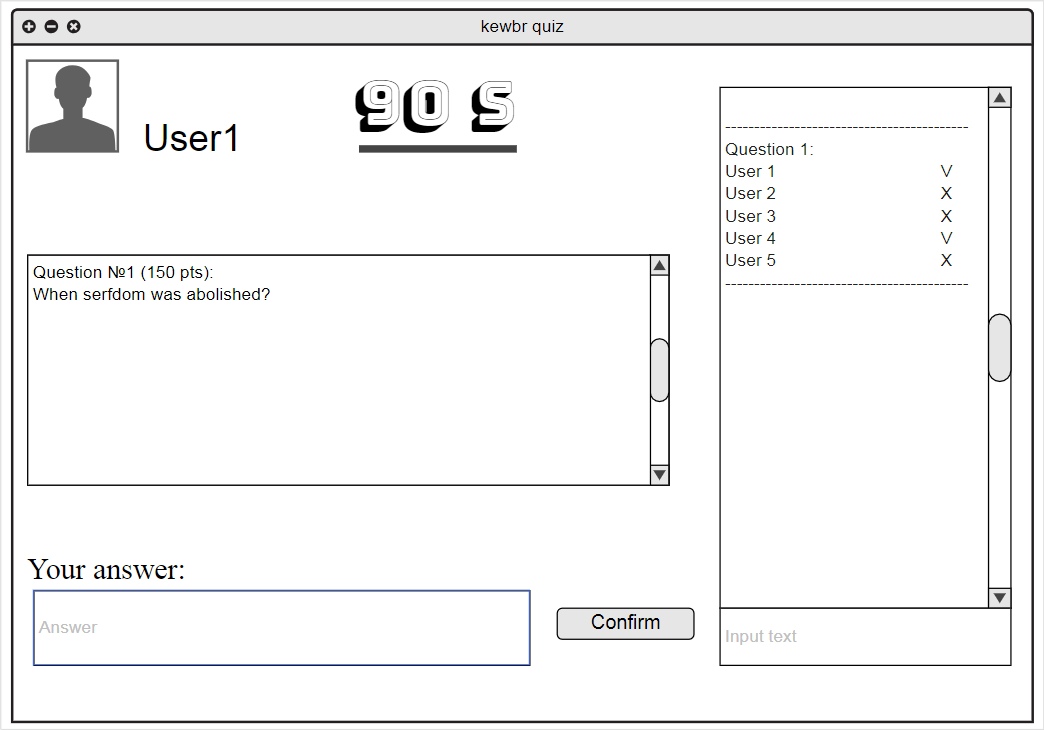 kewbr quiz
User1
90 S
Question №1 (150 pts):
When serfdom was abolished?
Your answer:
Answer
Confirm
----------------------------------------
Question 1:
User 1 V
User 2 X
User 3 X
User 4 V
User 5 X
----------------------------------------
Input text